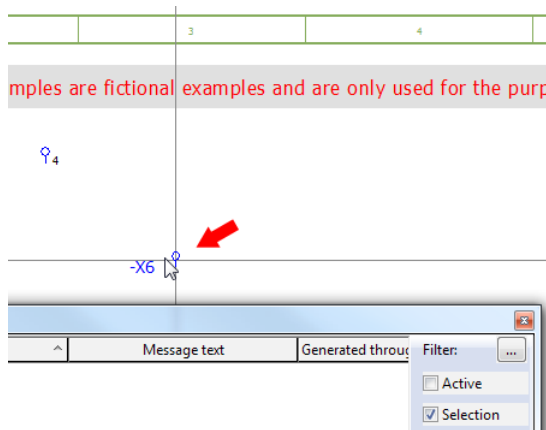 3 4
mples are fictional examples and are only used for the purp
4
-X6
^ Message text Generated throug Filter: ...
Active
Selection